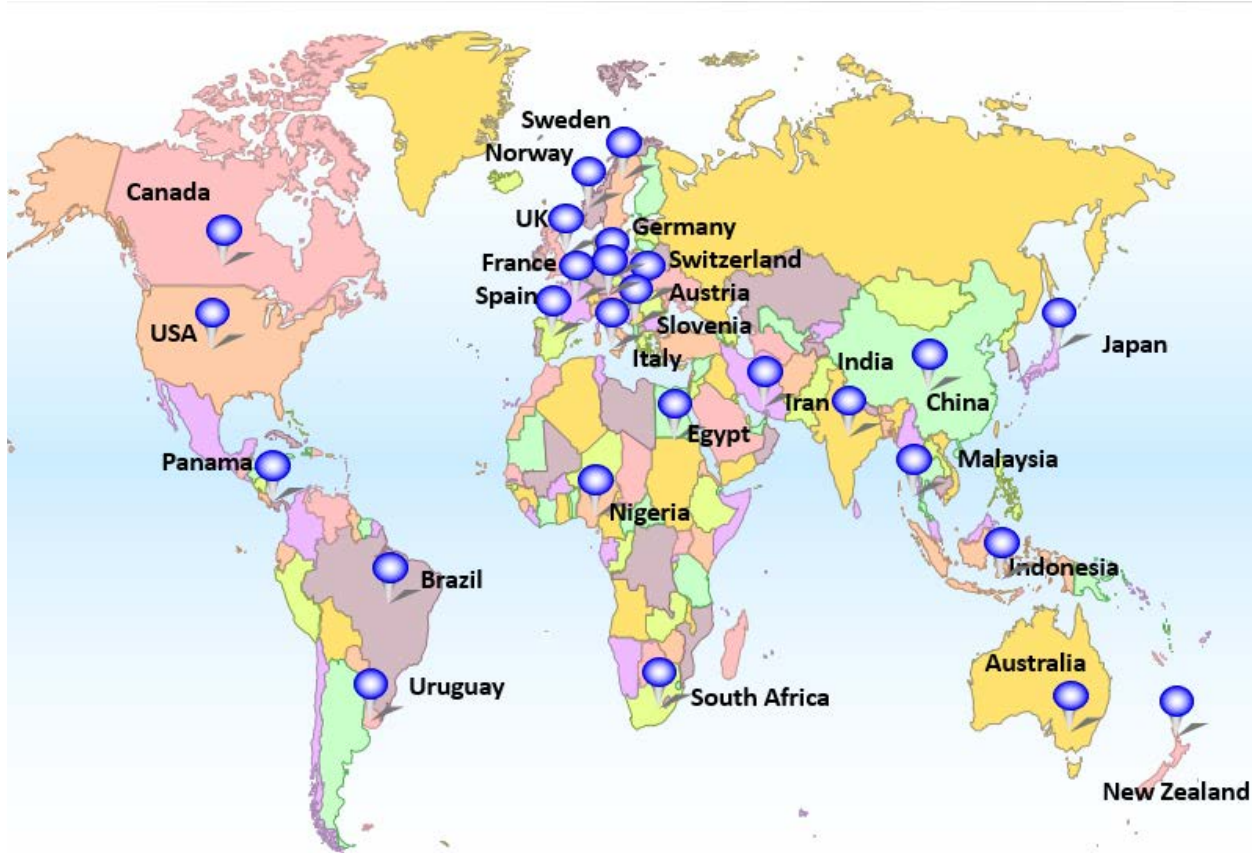 Sweden
Norway
Canada
UK
Germany
France
Switzerland
Spain
Austria
USA
Slovenia
Japan
Italy
India
Iran
China
Egypt
Panama
Malaysia
Nigeria
Indonesia
Brazil
Australia
Uruguay
South Africa
New Zealand